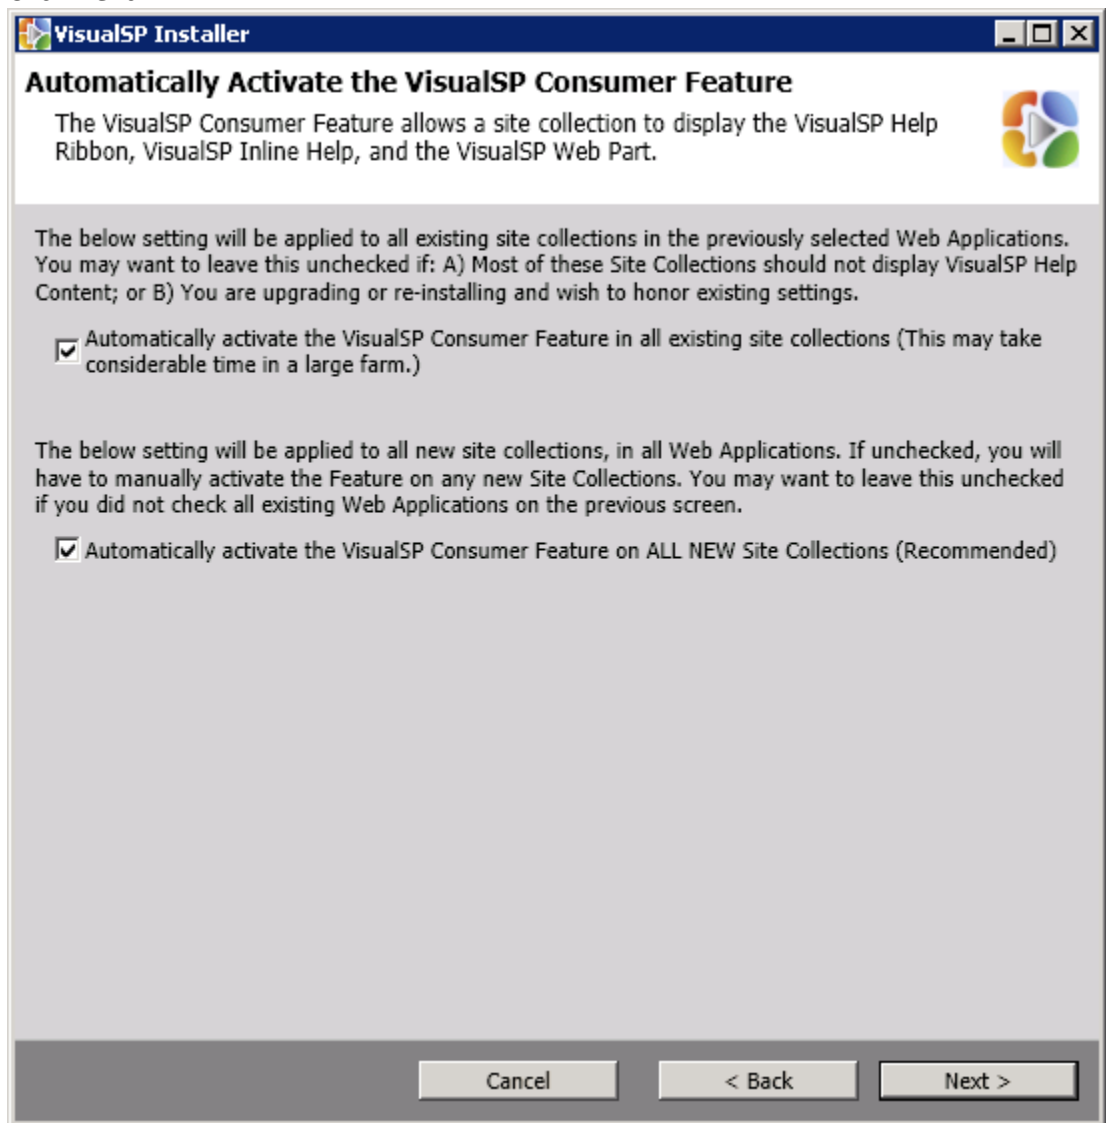 VisualSP Installer
Automatically Activate the VisualSP Consumer Feature
The VisualSP Consumer Feature allows a site collection to display the VisualSP Help
Ribbon, VisualSP Inline Help, and the VisualSP Web Part.
The below setting will be applied to all existing site collections in the previously selected Web Applications.
You may want to leave this unchecked if: A) Most of these Site Collections should not display VisualSP Help
Content; or B) You are upgrading or re-installing and wish to honor existing settings.
Automatically activate the VisualSP Consumer Feature in all existing site collections (This may take
considerable time in a large farm.)
The below setting will be applied to all new site collections, in all Web Applications. If unchecked, you will
have to manually activate the Feature on any new Site Collections. You may want to leave this unchecked
if you did not check all existing Web Applications on the previous screen.
Automatically activate the VisualSP Consumer Feature on ALL NEW Site Collections (Recommended)
Cancel
< Back
Next >